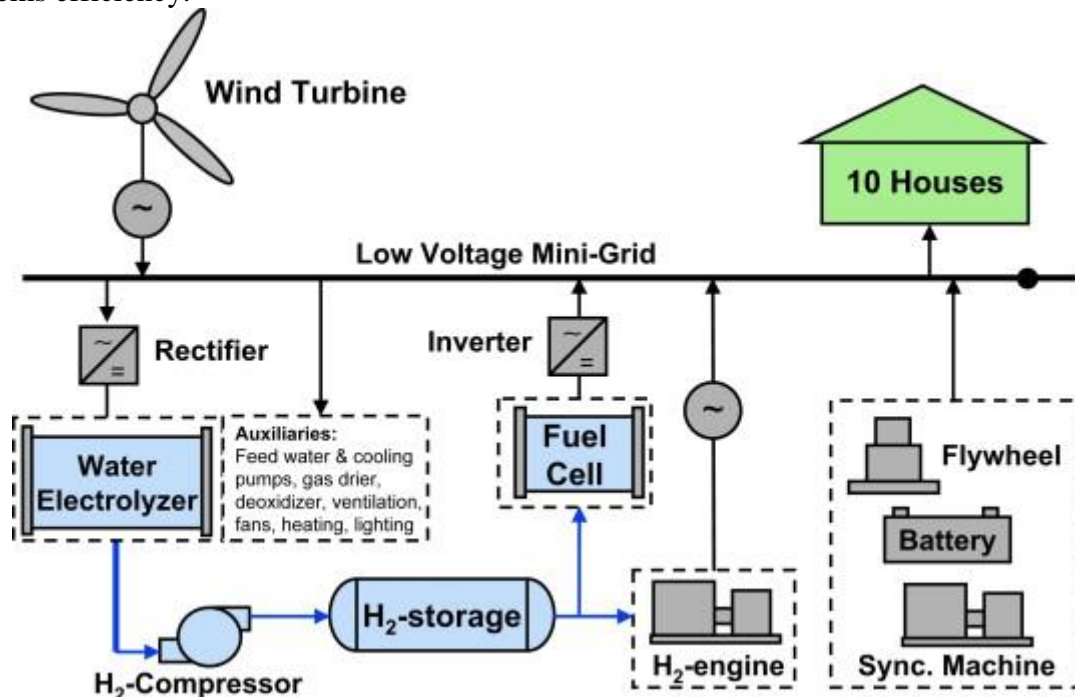 Wind Turbine
~
10 Houses
Low Voltage Mini-Grid
~
=
Rectifier
Inverter
~
=
~
Water
Electrolyzer
Auxiliaries:
Feed water & cooling
pumps, gas drier,
deoxidizer, ventilation,
fans, heating, lighting
Fuel
Cell
Flywheel
Battery
H₂-storage
H₂-engine
Sync. Machine
H₂-Compressor